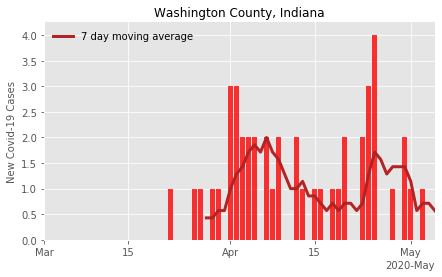 Washington County, Indiana
7 day moving average
New Covid-19 Cases
4.0
3.5
3.0
2.5
2.0
1.5
1.0
0.5
0.0
Mar 15 Apr 15 May
2020-May